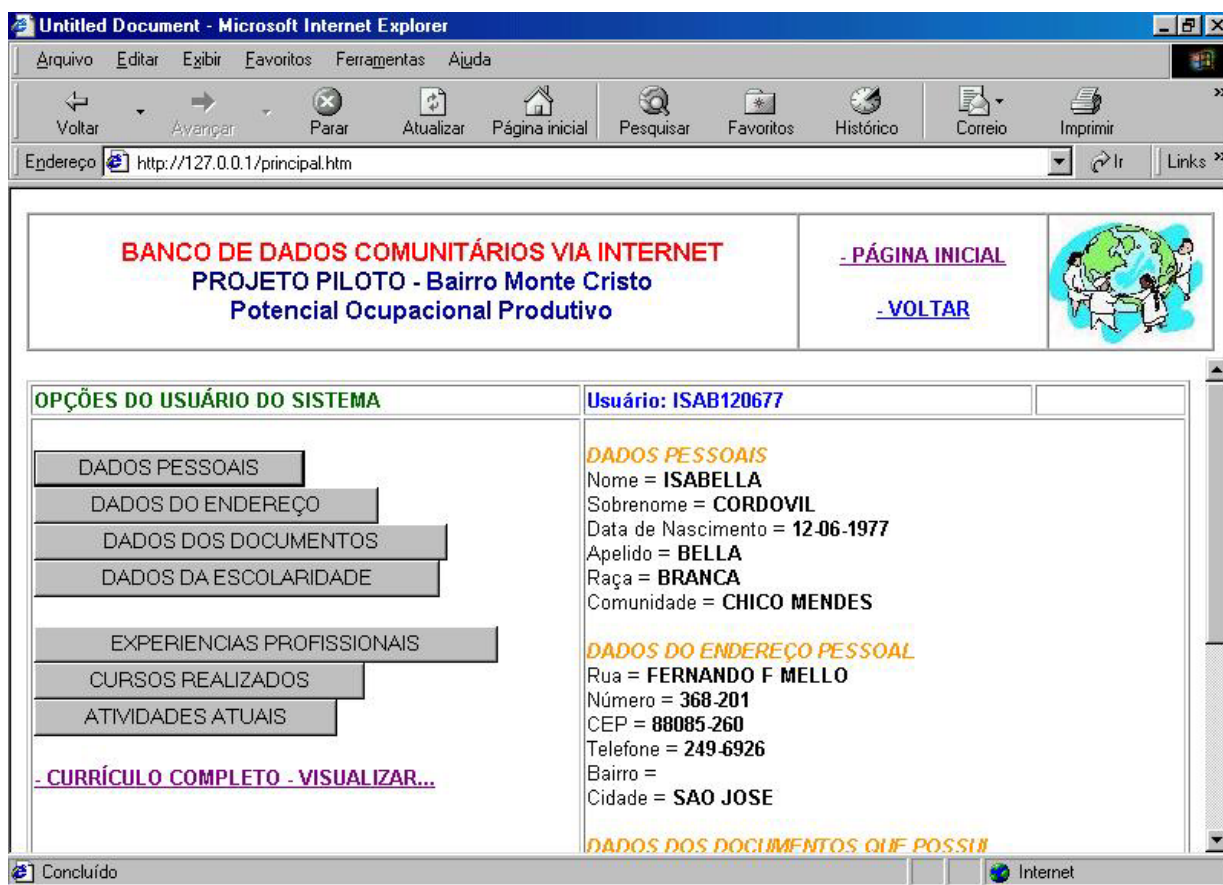 Untitled Document - Microsoft Internet Explorer
Arquivo Editar Exibir Favoritos Ferramentas Ajuda
Voltar Avançar Parar Atualizar Página inicial Pesquisar Favoritos Histórico Correio Imprimir
Endereço http://127.0.0.1/principal.htm Ir Links
BANCO DE DADOS COMUNITÁRIOS VIA INTERNET
PROJETO PILOTO - Bairro Monte Cristo
Potencial Ocupacional Produtivo
- PÁGINA INICIAL
- VOLTAR
OPÇÕES DO USUÁRIO DO SISTEMA
DADOS PESSOAIS
DADOS DO ENDEREÇO
DADOS DOS DOCUMENTOS
DADOS DA ESCOLARIDADE
EXPERIENCIAS PROFISSIONAIS
CURSOS REALIZADOS
ATIVIDADES ATUAIS
- CURRÍCULO COMPLETO - VISUALIZAR...
Usuário: ISAB120677
DADOS PESSOAIS
Nome = ISABELLA
Sobrenome = CORDOVIL
Data de Nascimento = 12-06-1977
Apelido = BELLA
Raça = BRANCA
Comunidade = CHICO MENDES
DADOS DO ENDEREÇO PESSOAL
Rua = FERNANDO F MELLO
Número = 368-201
CEP = 88085-260
Telefone = 249-6926
Bairro =
Cidade = SAO JOSE
DADOS DOS DOCUMENTOS QUE POSSUI
Concluído Internet